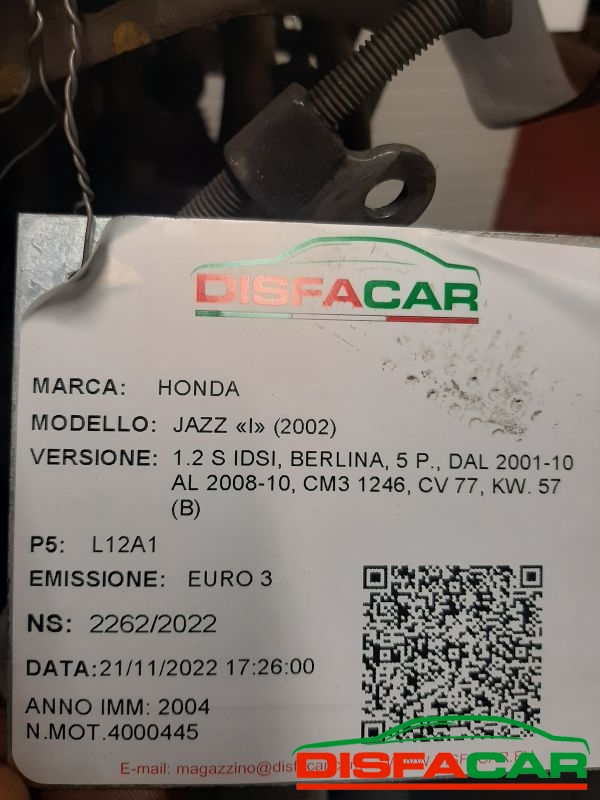 DISFACAR
MARCA: HONDA
MODELLO: JAZZ «I» (2002)
VERSIONE: 1.2 S IDSI, BERLINA, 5 P., DAL 2001-10
AL 2008-10, CM3 1246, CV 77, KW. 57
(B)
P5: L12A1
EMISSIONE: EURO 3
NS: 2262/2022
DATA:21/11/2022 17:26:00
ANNO IMM: 2004
N.MOT.4000445
E-mail: magazzino@disfacar
DISFACAR